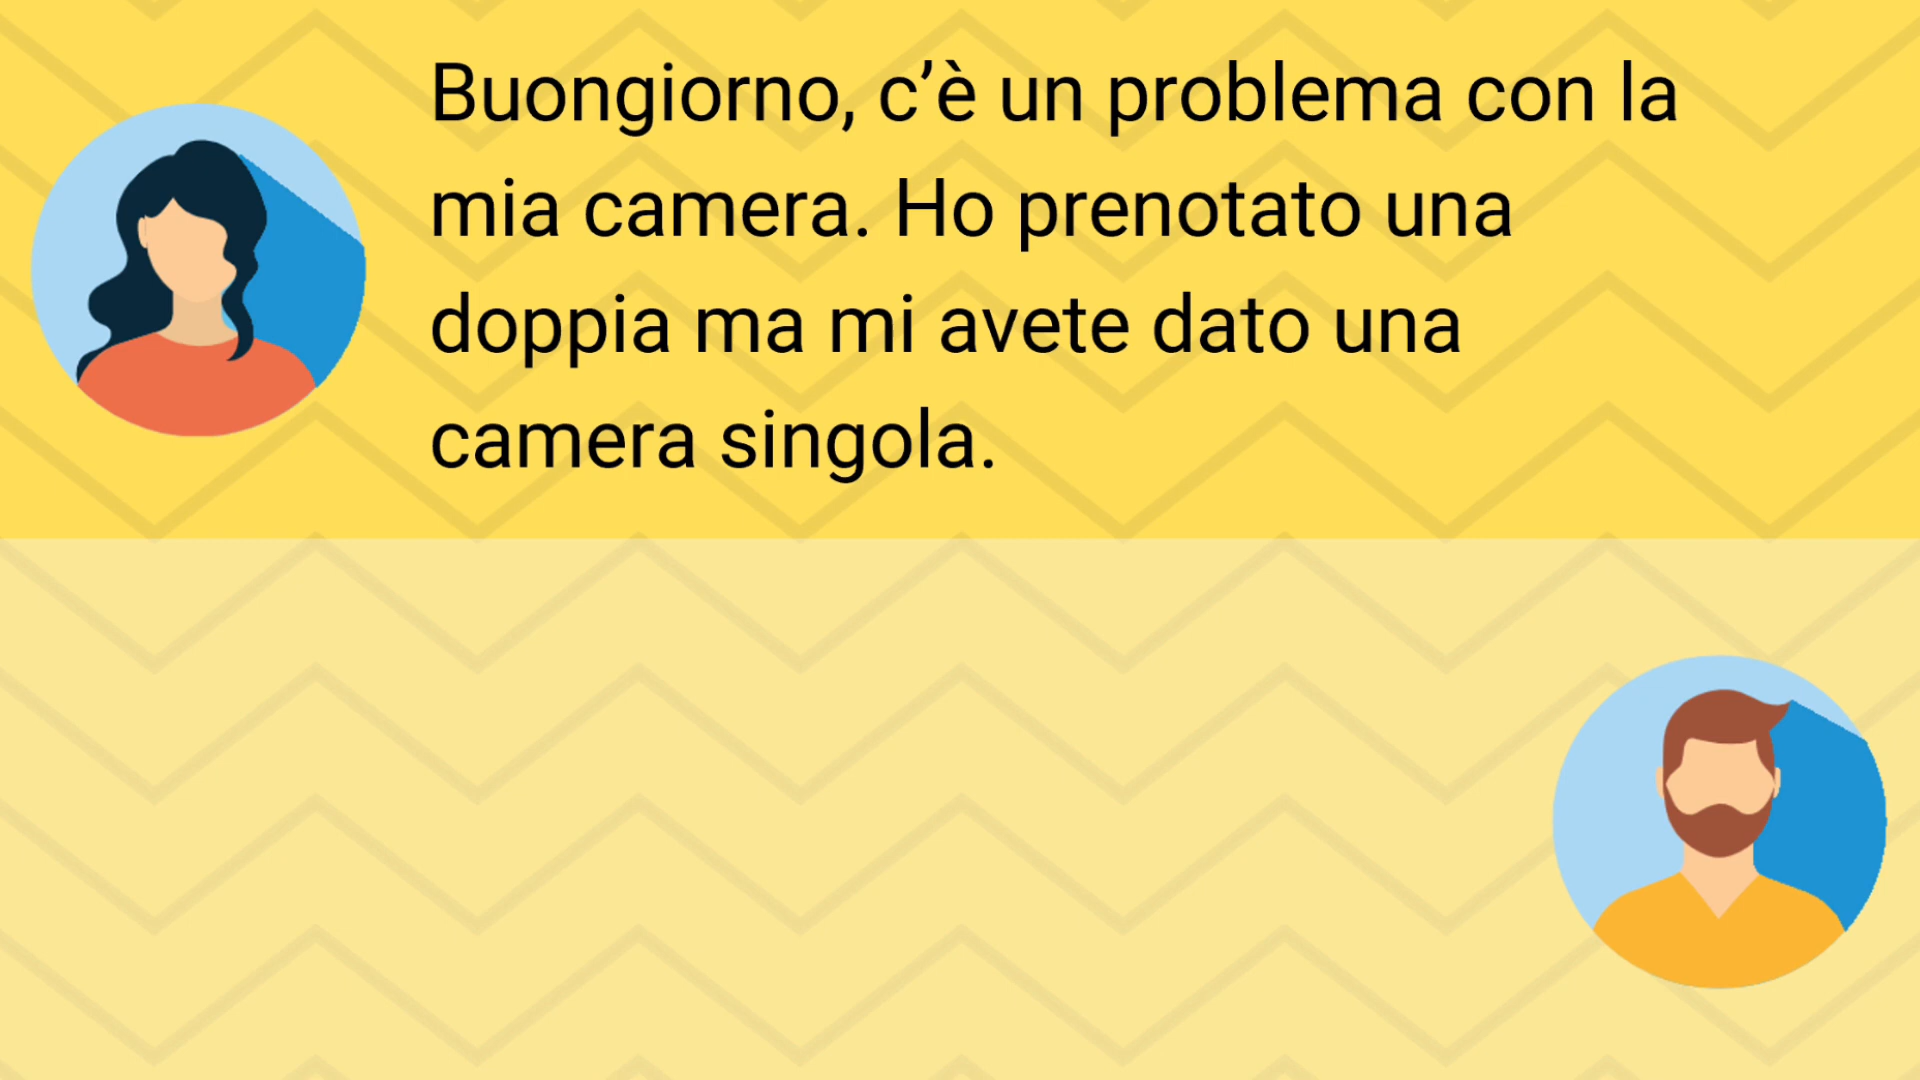 Buongiorno, c’è un problema con la
mia camera. Ho prenotato una
doppia ma mi avete dato una
camera singola.